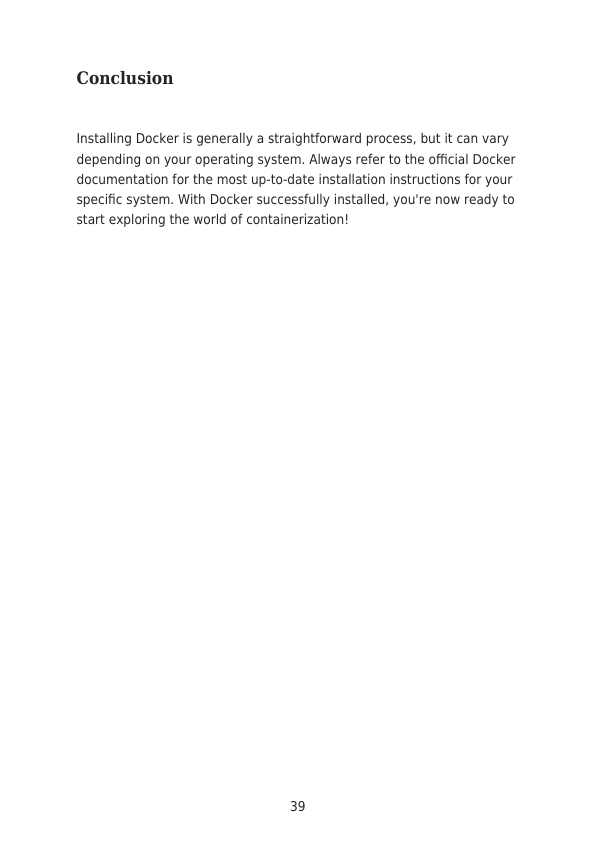 Conclusion
Installing Docker is generally a straightforward process, but it can vary
depending on your operating system. Always refer to the official Docker
documentation for the most up-to-date installation instructions for your
specific system. With Docker successfully installed, you're now ready to
start exploring the world of containerization!
39